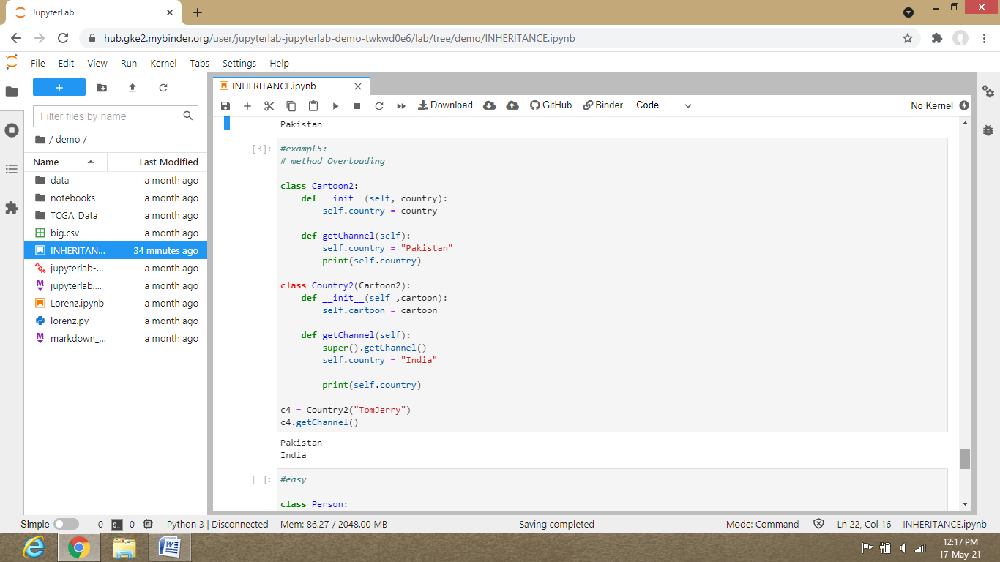 JupyterLab
hub.gke2.mybinder.org/user/jupyterlab-jupyterlab-demo-twkwd0e6/lab/tree/demo/INHERITANCE.ipynb
File Edit View Run Kernel Tabs Settings Help
INHERITANCE.ipynb
Download GitHub Binder Code No Kernel
Filter files by name
/ demo /
Name Last Modified
data a month ago
notebooks a month ago
TCGA_Data a month ago
big.csv a month ago
INHERITAN... 34 minutes ago
jupyterlab-... a month ago
jupyterlab.... a month ago
Lorenz.ipynb a month ago
lorenz.py a month ago
markdown_... a month ago
Pakistan
[3]: #exampl5:
# method Overloading
class Cartoon2:
def __init__(self, country):
self.country = country
def getChannel(self):
self.country = "Pakistan"
print(self.country)
class Country2(Cartoon2):
def __init__(self ,cartoon):
self.cartoon = cartoon
def getChannel(self):
super().getChannel()
self.country = "India"
print(self.country)
c4 = Country2("TomJerry")
c4.getChannel()
Pakistan
India
[ ]: #easy
class Person:
Simple 0 $_ 0 Python 3 | Disconnected Mem: 86.27 / 2048.00 MB Saving completed Mode: Command Ln 22, Col 16 INHERITANCE.ipynb
12:17 PM
17-May-21